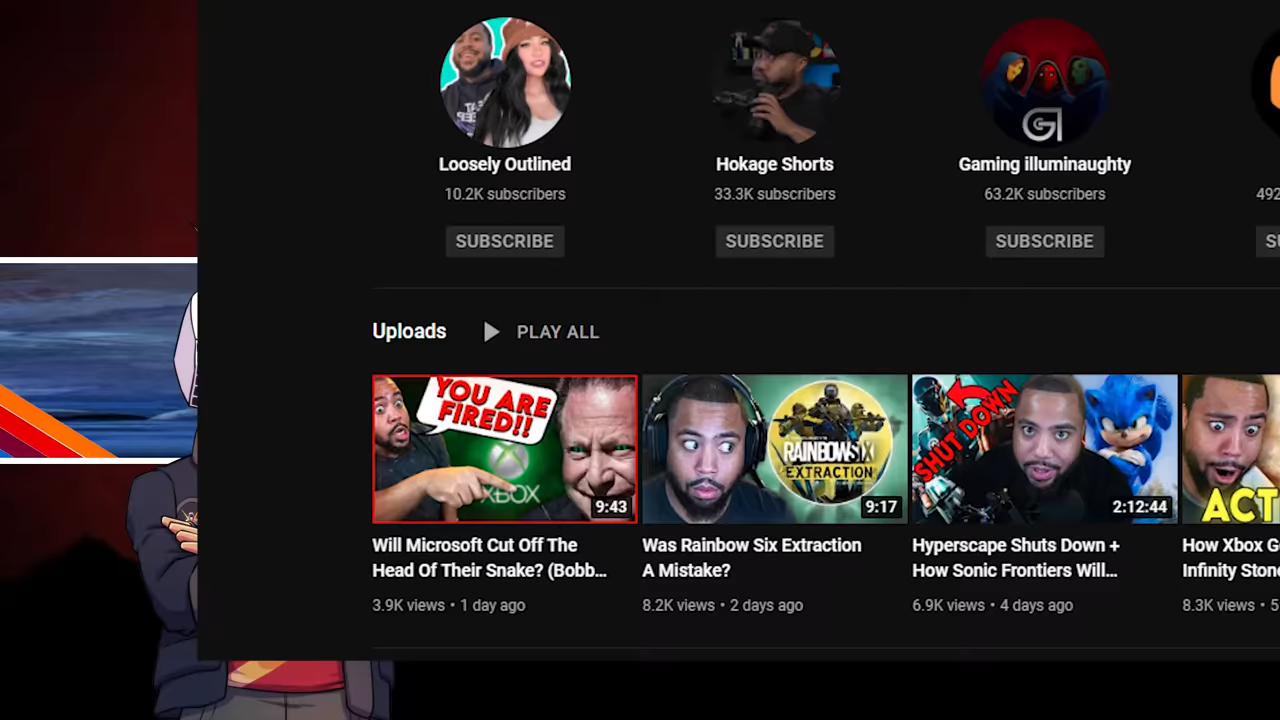 Loosely Outlined
Hokage Shorts
Gaming illuminaughty
10.2K subscribers
33.3K subscribers
63.2K subscribers
492
SUBSCRIBE
SUBSCRIBE
SUBSCRIBE
S
Uploads
PLAY ALL
YOU ARE
FIRED!!
XBOX
9:43
RAINBOW SIX
EXTRACTION
9:17
SHUT DOWN
2:12:44
ACT
Will Microsoft Cut Off The
Head Of Their Snake? (Bobb...
3.9K views • 1 day ago
Was Rainbow Six Extraction
A Mistake?
8.2K views • 2 days ago
Hyperscape Shuts Down +
How Sonic Frontiers Will...
6.9K views • 4 days ago
How Xbox G
Infinity Ston
8.3K views • 5